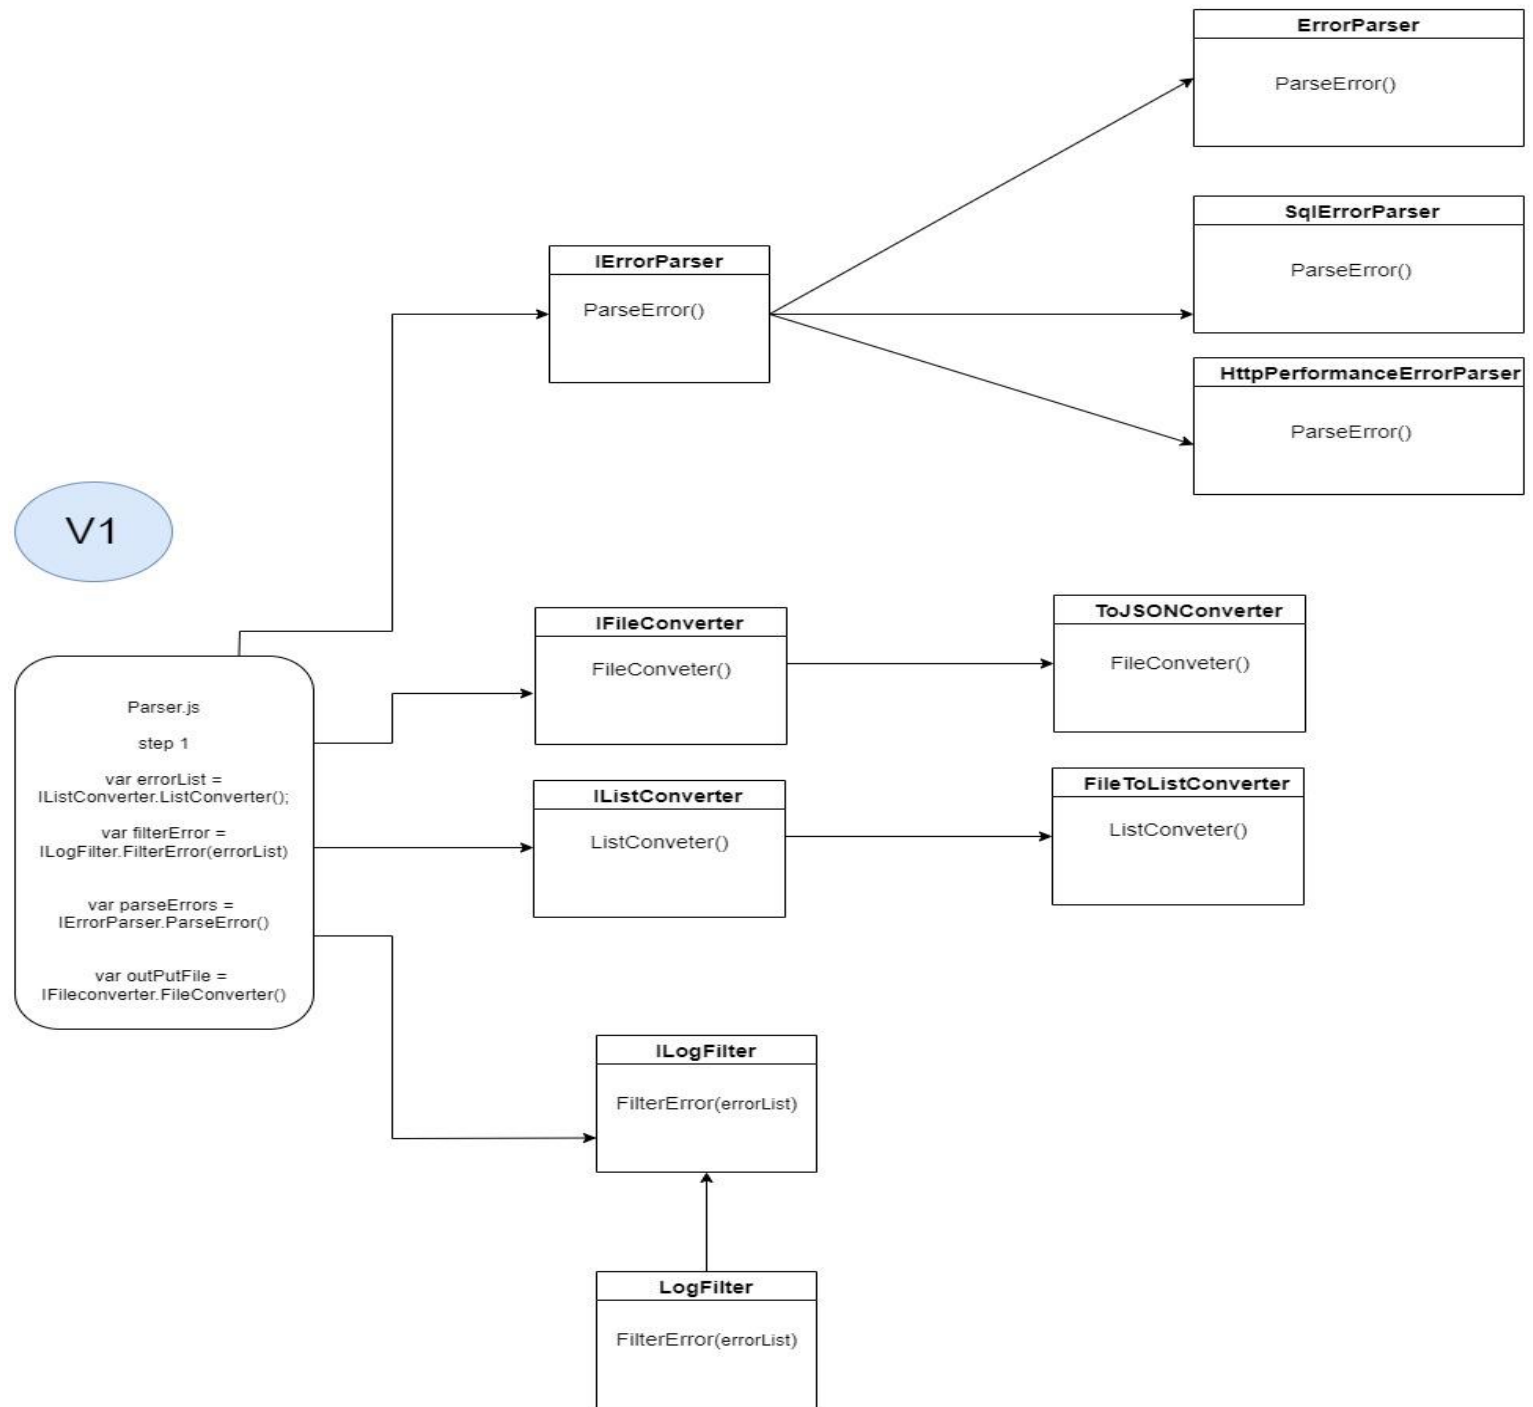 ErrorParser
ParseError()
SqlErrorParser
ParseError()
IErrorParser
ParseError()
HttpPerformanceErrorParser
ParseError()
V1
IFileConverter
FileConveter()
ToJSONConverter
FileConveter()
Parser.js
step 1
var errorList =
IListConverter.ListConverter();
var filterError =
ILogFilter.FilterError(errorList)
var parseErrors =
IErrorParser.ParseError()
var outPutFile =
IFileconverter.FileConverter()
IListConverter
ListConveter()
FileToListConverter
ListConveter()
ILogFilter
FilterError(errorList)
LogFilter
FilterError(errorList)